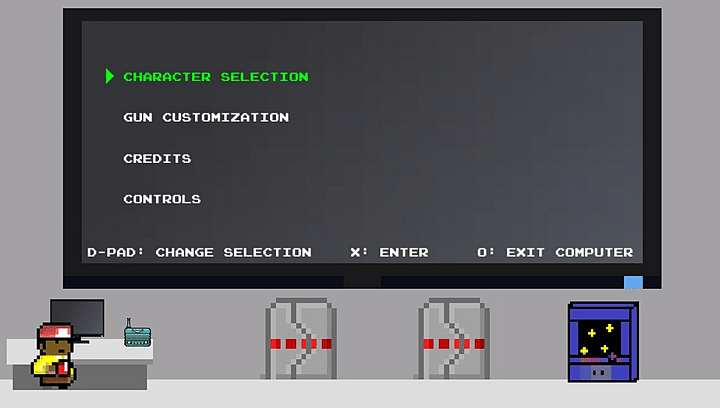 CHARACTER SELECTION
GUN CUSTOMIZATION
CREDITS
CONTROLS
D-PAD: CHANGE SELECTION X: ENTER O: EXIT COMPUTER